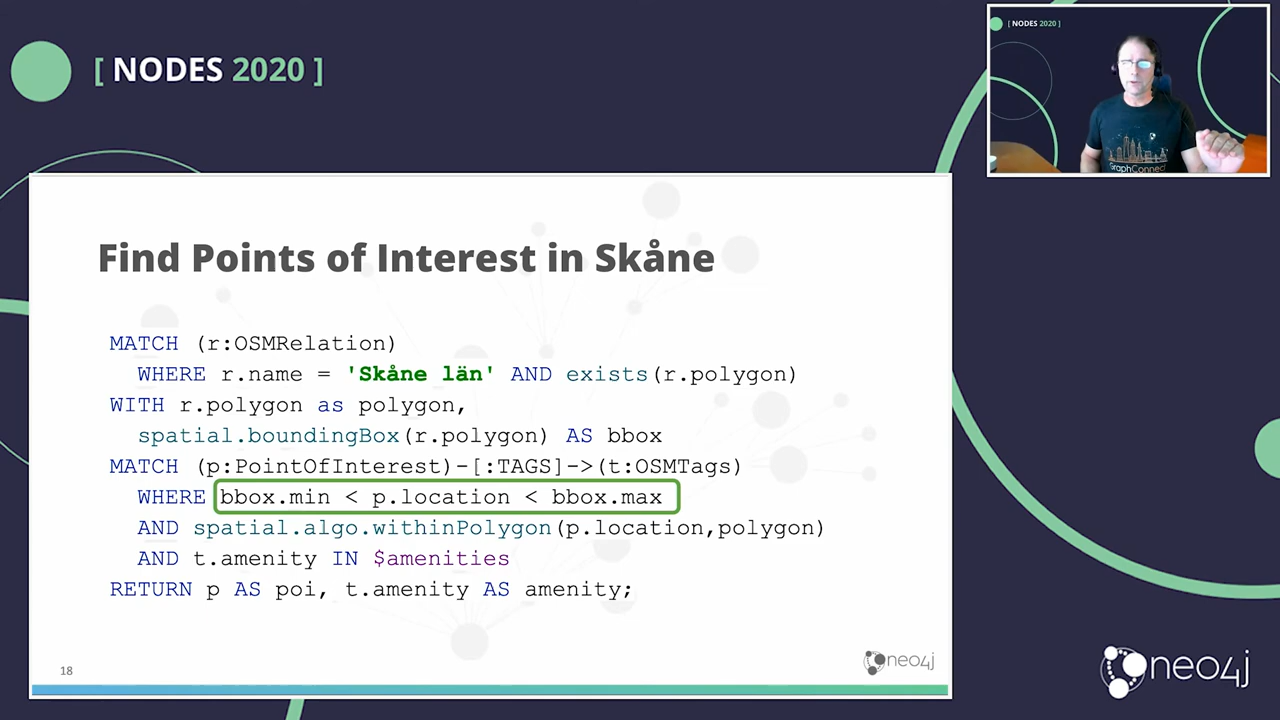 [ NODES 2020 ]
[ NODES 2020 ]
GraphConnect
Find Points of Interest in Skåne
MATCH (r:OSMRelation)
WHERE r.name = 'Skåne län' AND exists(r.polygon)
WITH r.polygon as polygon,
spatial.boundingBox(r.polygon) AS bbox
MATCH (p:PointOfInterest)-[:TAGS]->(t:OSMTags)
WHERE bbox.min < p.location < bbox.max
AND spatial.algo.withinPolygon(p.location,polygon)
AND t.amenity IN $amenities
RETURN p AS poi, t.amenity AS amenity;
18
neo4j
neo4j